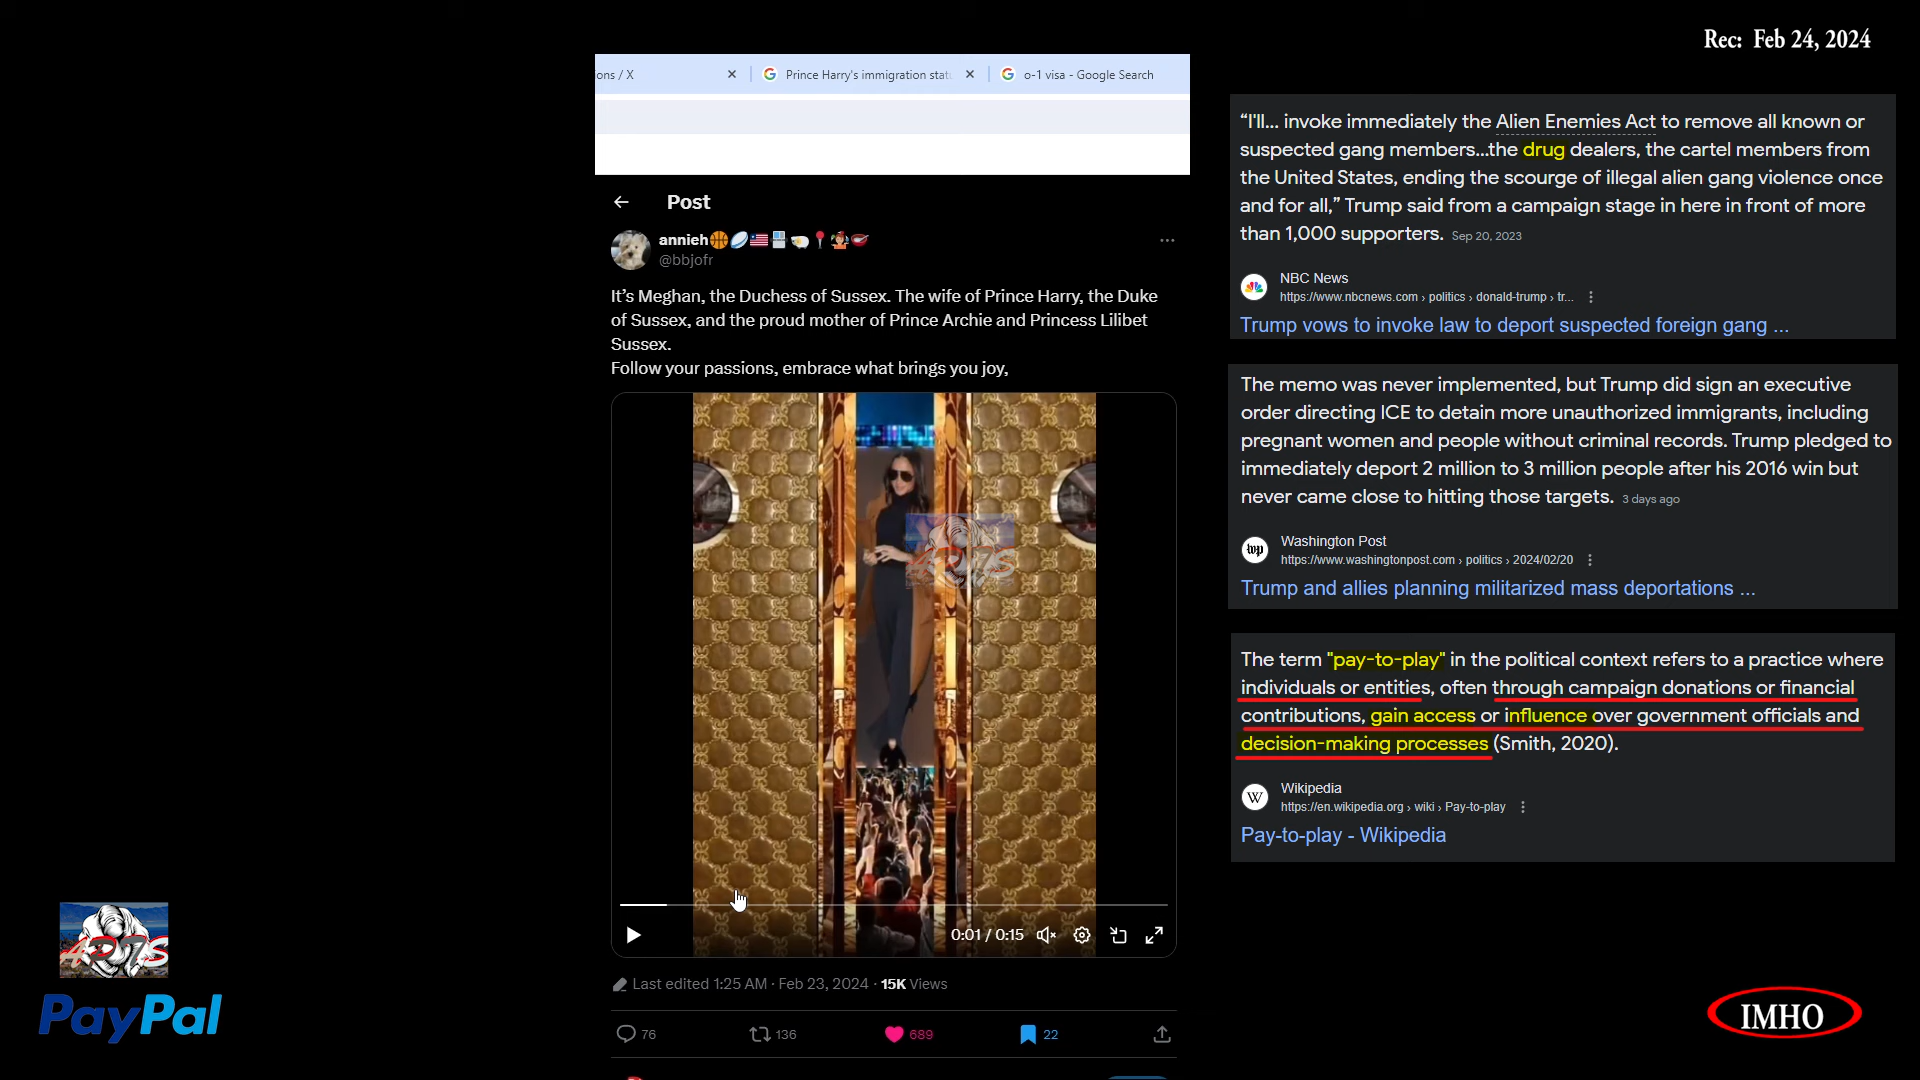 Rec: Feb 24, 2024
ons / X
Prince Harry's immigration stat
o-1 visa - Google Search
Post
annieh
@bbjofr
It’s Meghan, the Duchess of Sussex. The wife of Prince Harry, the Duke
of Sussex, and the proud mother of Prince Archie and Princess Lilibet
Sussex.
Follow your passions, embrace what brings you joy,
0:01 / 0:15
Last edited 1:25 AM · Feb 23, 2024 · 15K Views
76
136
689
22
“I'll... invoke immediately the Alien Enemies Act to remove all known or
suspected gang members...the drug dealers, the cartel members from
the United States, ending the scourge of illegal alien gang violence once
and for all,” Trump said from a campaign stage in here in front of more
than 1,000 supporters. Sep 20, 2023
NBC News
https://www.nbcnews.com › politics › donald-trump › tr...
Trump vows to invoke law to deport suspected foreign gang ...
The memo was never implemented, but Trump did sign an executive
order directing ICE to detain more unauthorized immigrants, including
pregnant women and people without criminal records. Trump pledged to
immediately deport 2 million to 3 million people after his 2016 win but
never came close to hitting those targets. 3 days ago
wp
Washington Post
https://www.washingtonpost.com › politics › 2024/02/20
Trump and allies planning militarized mass deportations ...
The term "pay-to-play" in the political context refers to a practice where
individuals or entities, often through campaign donations or financial
contributions, gain access or influence over government officials and
decision-making processes (Smith, 2020).
W
Wikipedia
https://en.wikipedia.org › wiki › Pay-to-play
Pay-to-play - Wikipedia
PayPal
IMHO